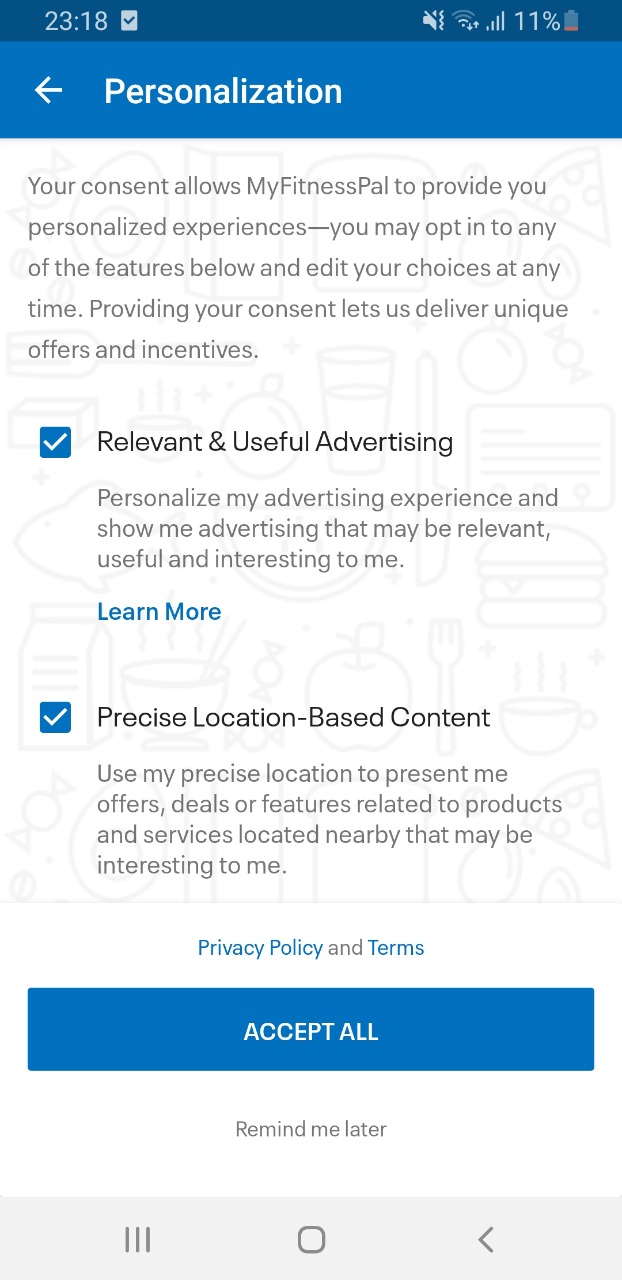 23:18 11%
Personalization
Your consent allows MyFitnessPal to provide you
personalized experiences—you may opt in to any
of the features below and edit your choices at any
time. Providing your consent lets us deliver unique
offers and incentives.
Relevant & Useful Advertising
Personalize my advertising experience and
show me advertising that may be relevant,
useful and interesting to me.
Learn More
Precise Location-Based Content
Use my precise location to present me
offers, deals or features related to products
and services located nearby that may be
interesting to me.
Privacy Policy and Terms
ACCEPT ALL
Remind me later